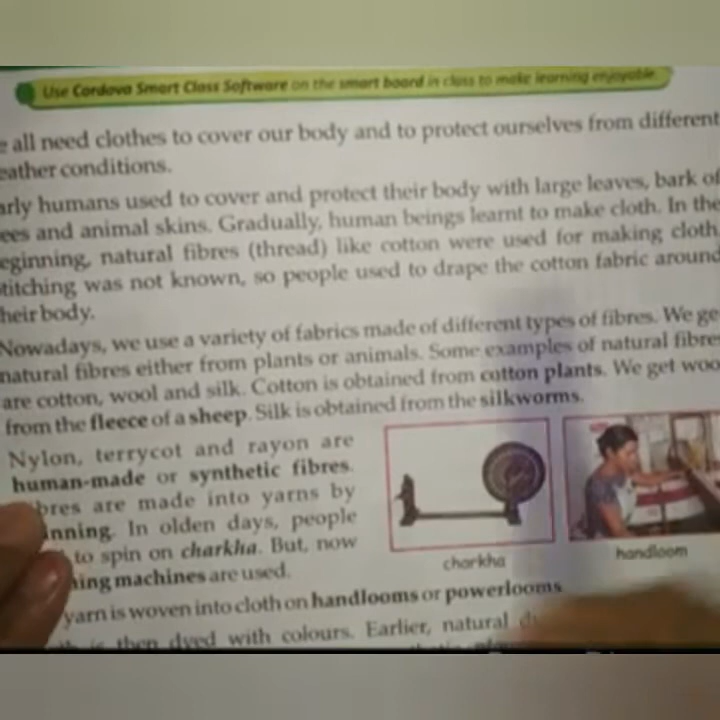 Use Cordova Smart Class Software on the smart board in class to make learning enjoyable.
e all need clothes to cover our body and to protect ourselves from different
eather conditions.
arly humans used to cover and protect their body with large leaves, bark of
ees and animal skins. Gradually, human beings learnt to make cloth. In the
eginning, natural fibres (thread) like cotton were used for making cloth.
titching was not known, so people used to drape the cotton fabric around
heir body.
Nowadays, we use a variety of fabrics made of different types of fibres. We ge
natural fibres either from plants or animals. Some examples of natural fibre
are cotton, wool and silk. Cotton is obtained from cotton plants. We get woo
from the fleece of a sheep. Silk is obtained from the silkworms.
Nylon, terrycot and rayon are
human-made or synthetic fibres.
bres are made into yarns by
inning. In olden days, people
to spin on charkha. But, now
ing machines are used.
charkha
handloom
yarn is woven into cloth on handlooms or powerlooms
is then dyed with colours. Earlier, natural d